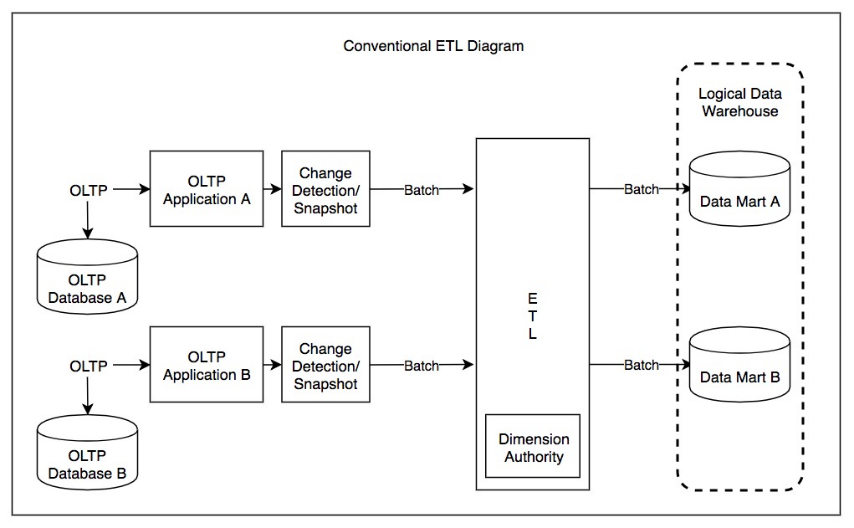 Conventional ETL Diagram
Logical Data
Warehouse
OLTP
OLTP
Application A
Change
Detection/
Snapshot
Batch
Batch
Data Mart A
OLTP
Database A
E
T
L
OLTP
OLTP
Application B
Change
Detection/
Snapshot
Batch
Batch
Data Mart B
OLTP
Database B
Dimension
Authority